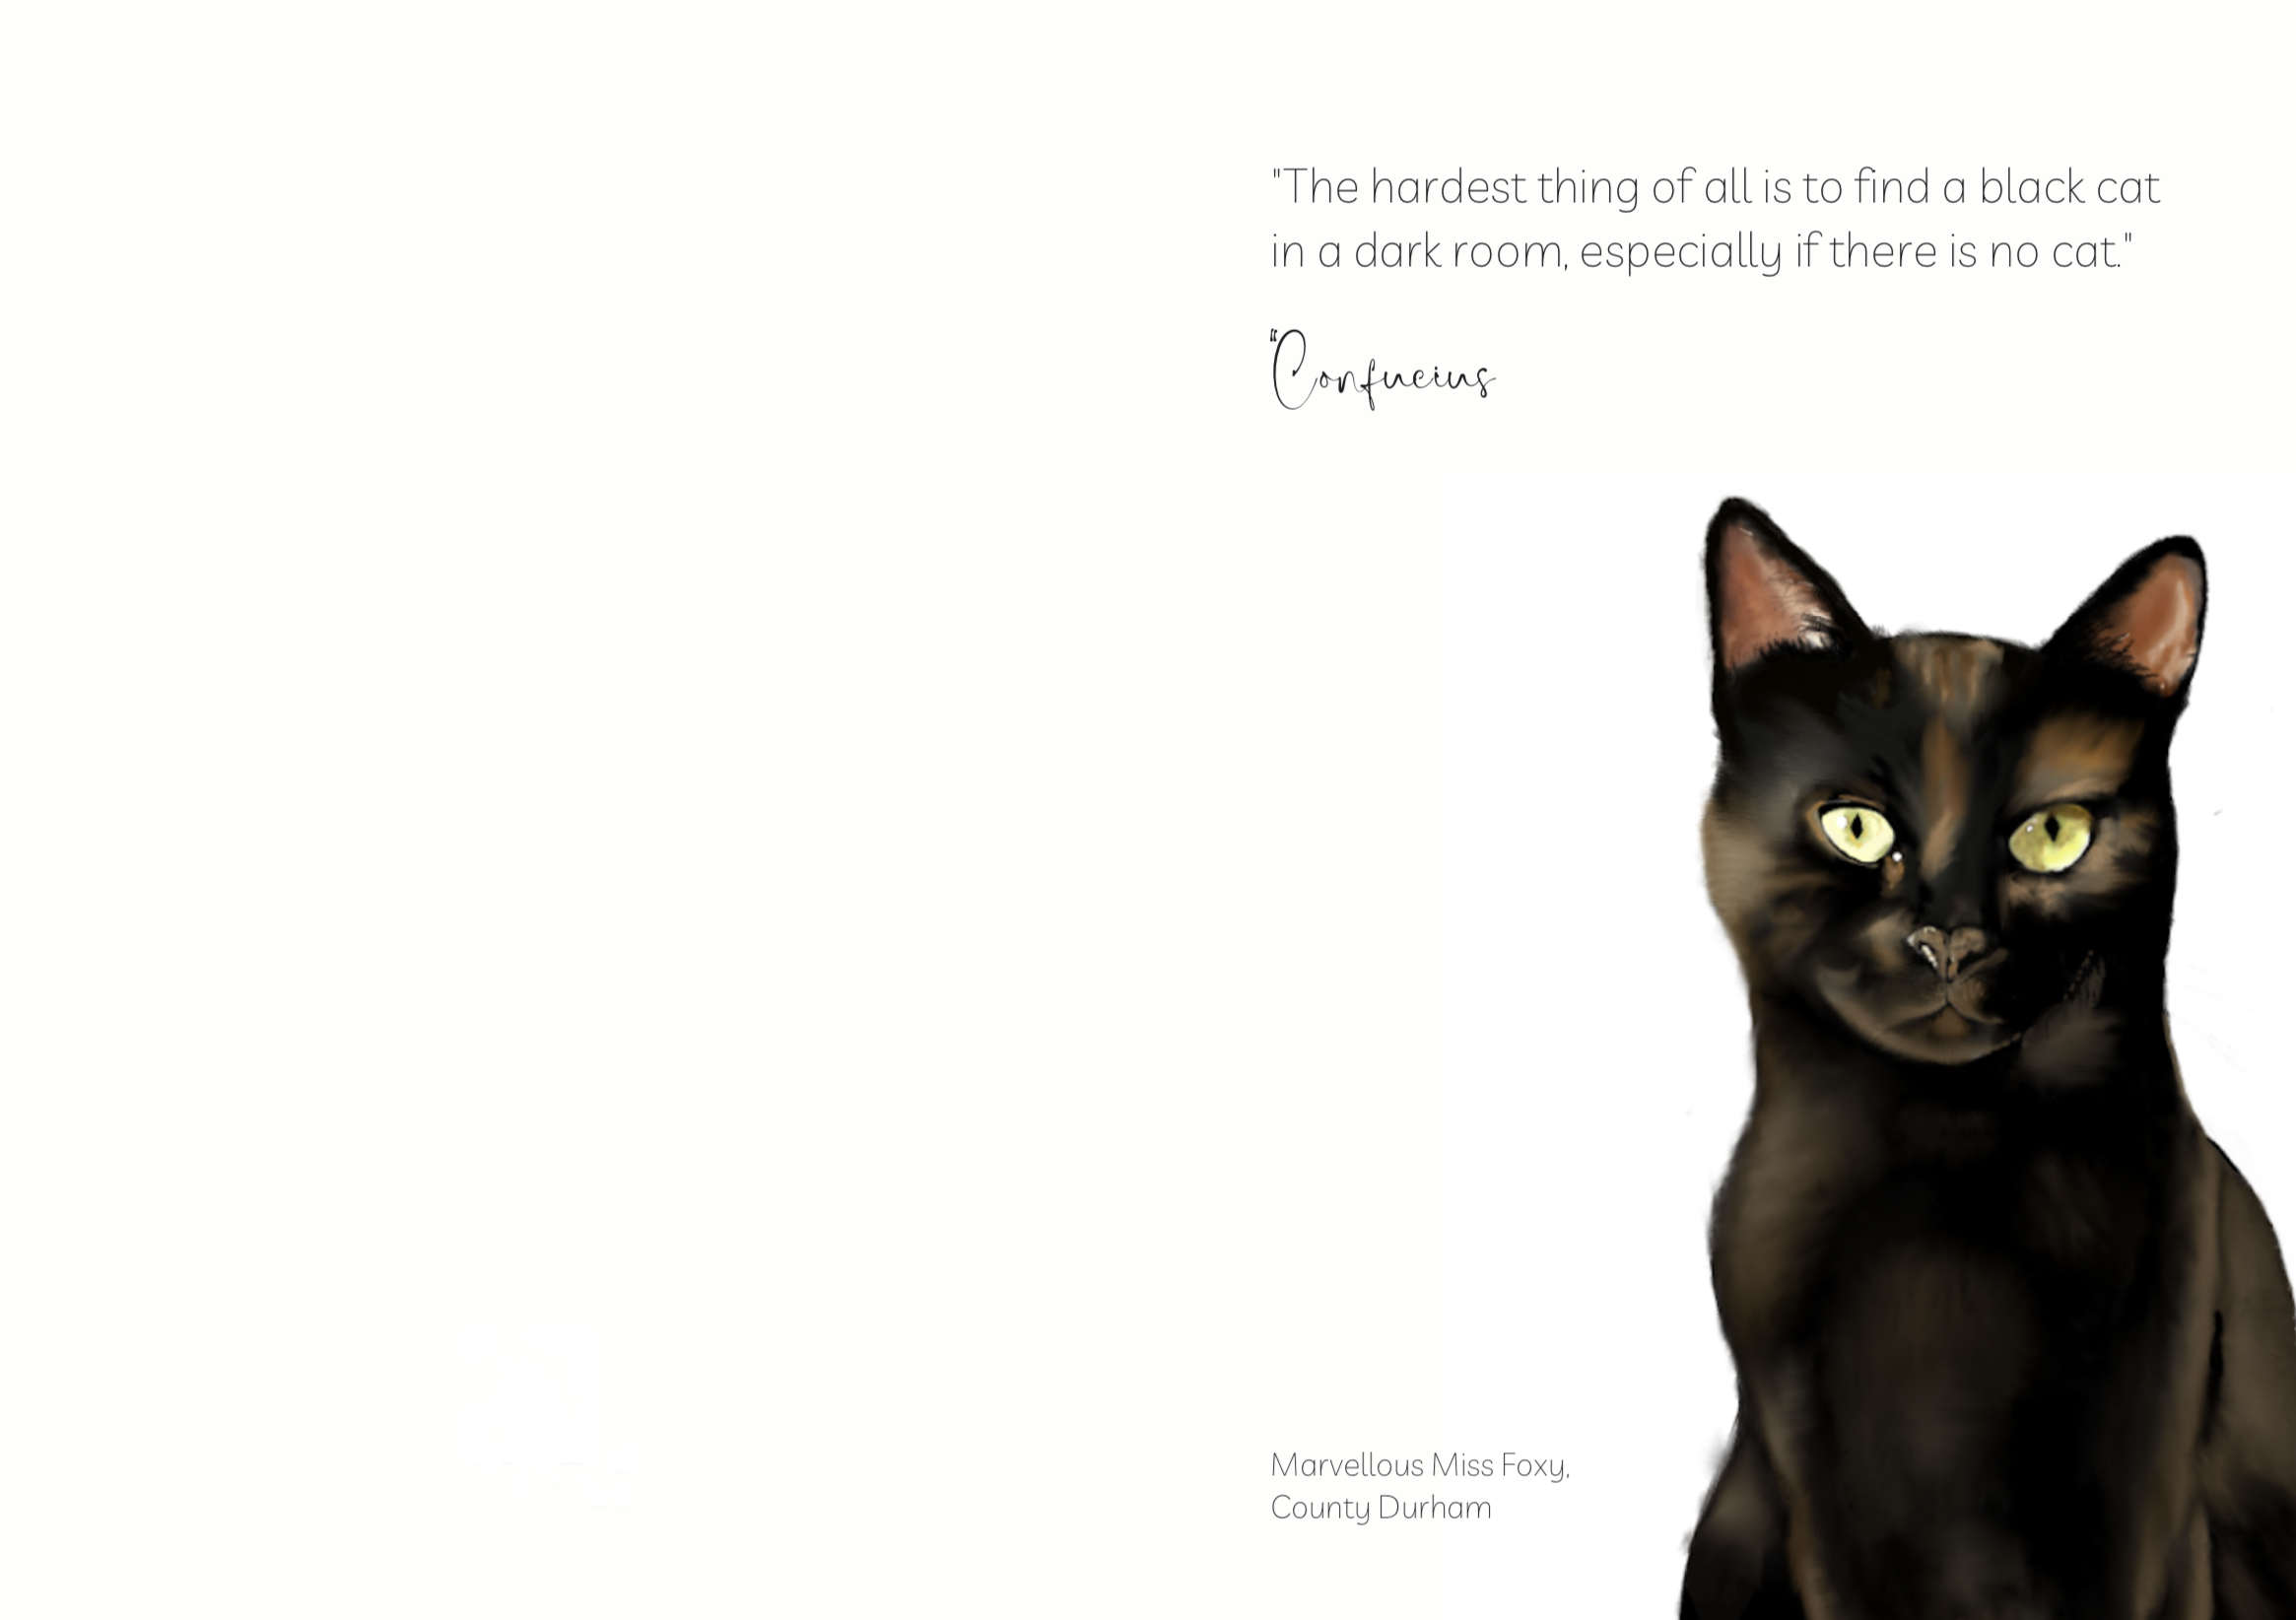 "The hardest thing of all is to find a black cat
in a dark room, especially if there is no cat."
“Confucius
Marvellous Miss Foxy,
County Durham